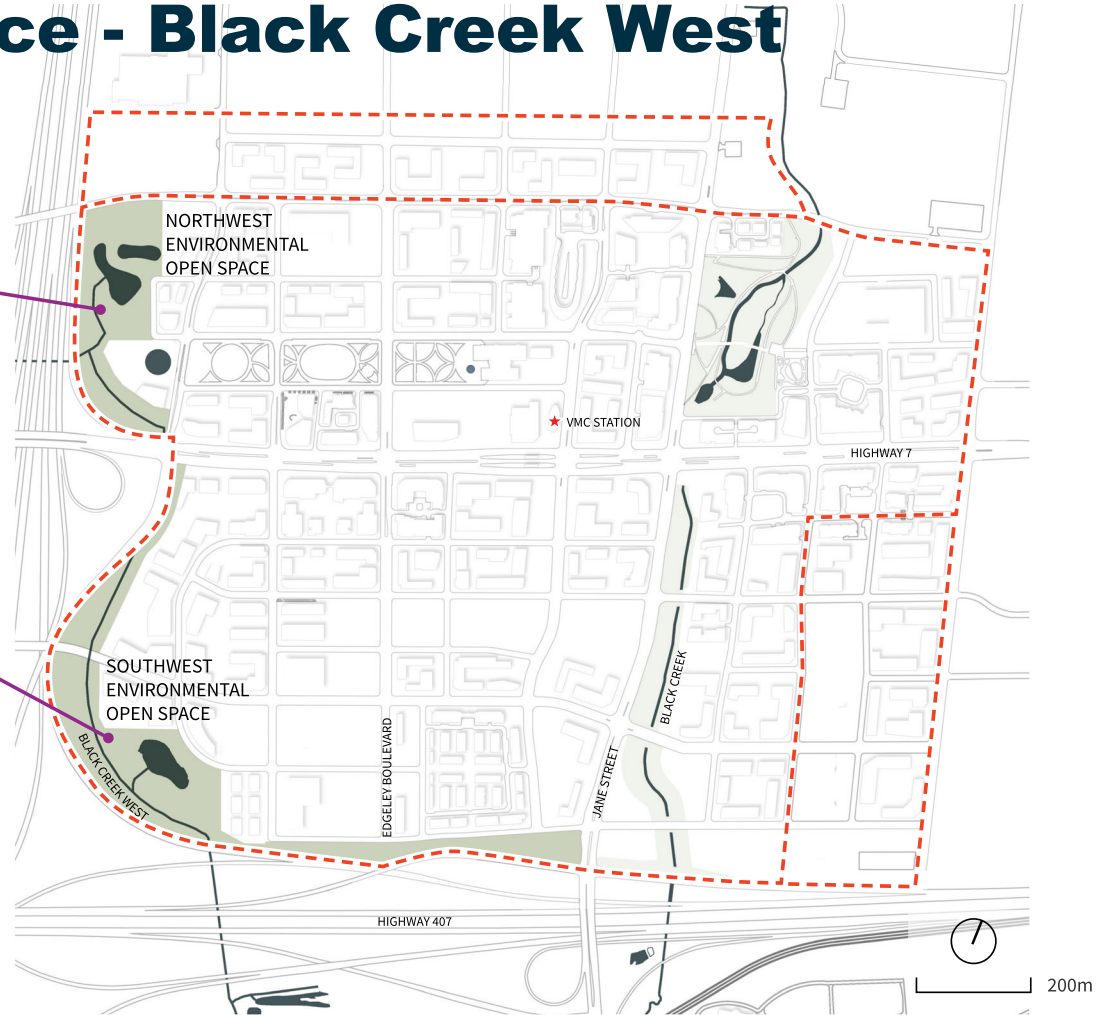 ce - Black Creek West
NORTHWEST
ENVIRONMENTAL
OPEN SPACE
VMC STATION
HIGHWAY 7
SOUTHWEST
ENVIRONMENTAL
OPEN SPACE
BLACK CREEK
BLACK CREEK WEST
EDGELEY BOULEVARD
JANE STREET
HIGHWAY 407
200m